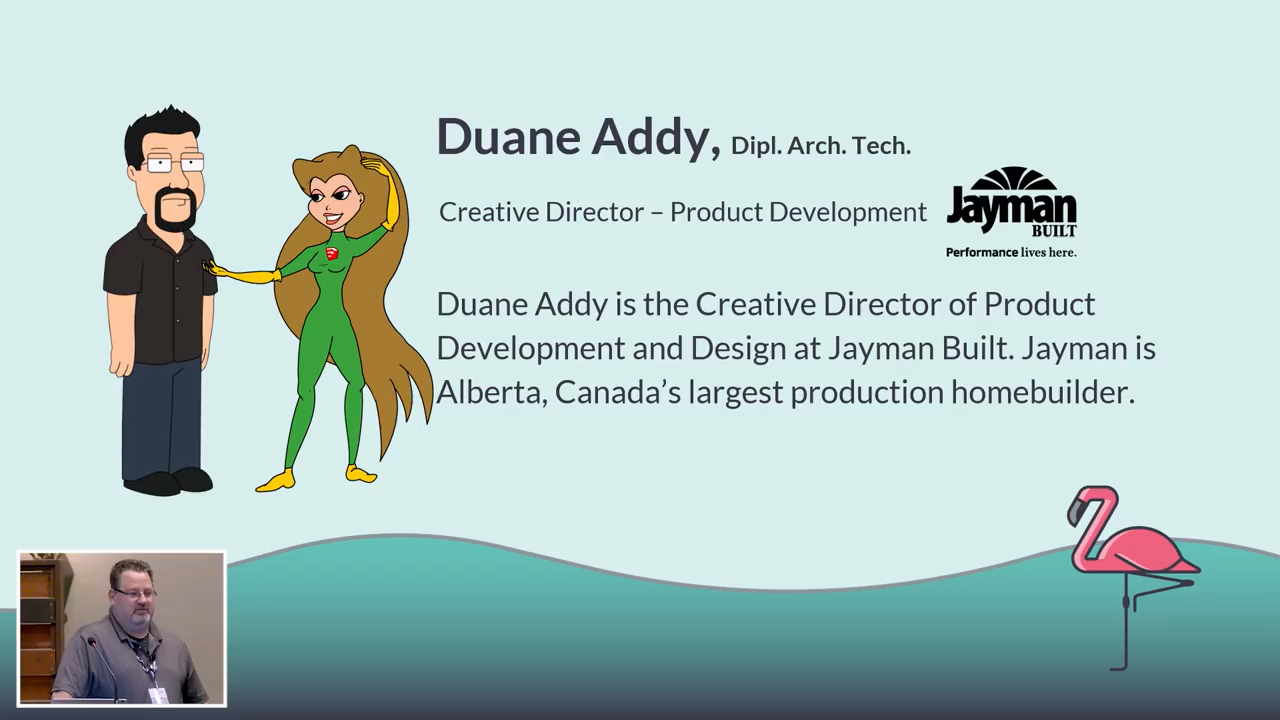 Duane Addy, Dipl. Arch. Tech.
Creative Director – Product Development
Jayman
BUILT
Performance lives here.
Duane Addy is the Creative Director of Product
Development and Design at Jayman Built. Jayman is
Alberta, Canada’s largest production homebuilder.